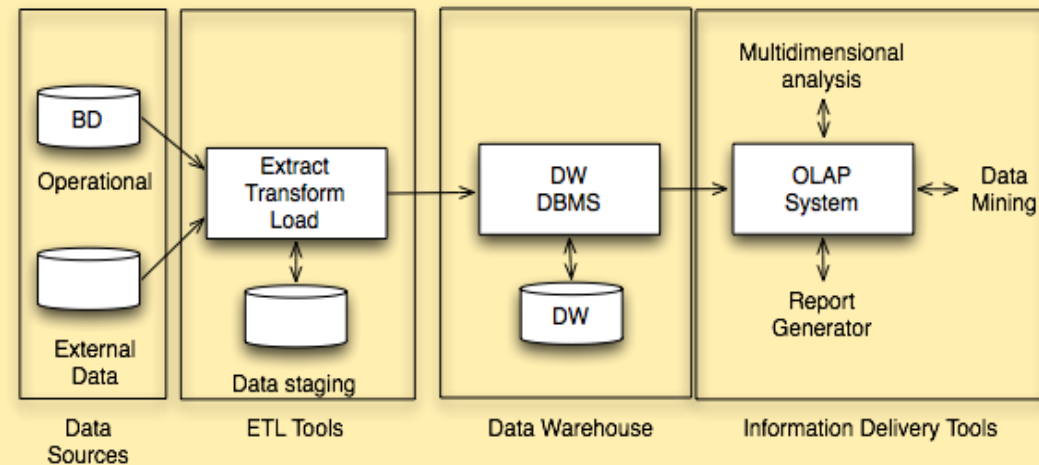 BD
Operational
External
Data
Data
Sources
Extract
Transform
Load
Data staging
ETL Tools
DW
DBMS
DW
Data Warehouse
Multidimensional
analysis
OLAP
System
Data
Mining
Report
Generator
Information Delivery Tools